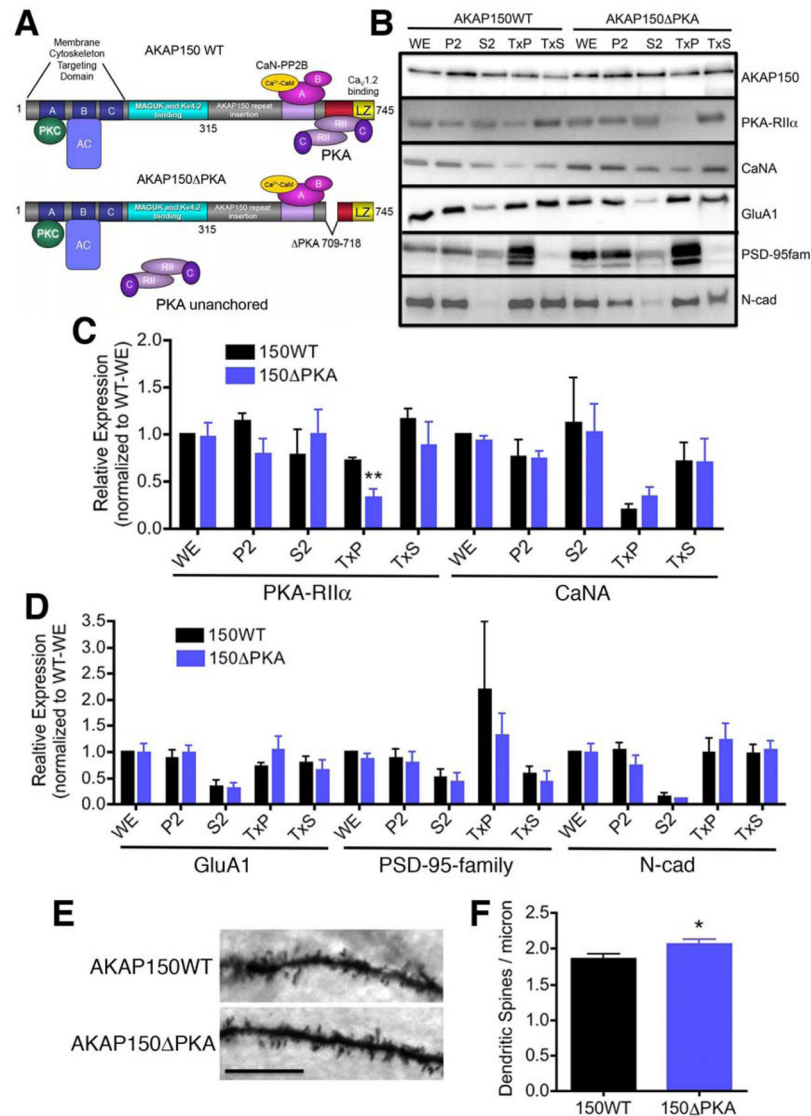 A
Membrane
Cytoskeleton
Targeting
Domain
AKAP150 WT
CaN-PP2B
Ca²⁺-CaM
B
A
Caᵥ1.2
binding
1
A
B
C
MAGUK and Kv4.2
binding
AKAP150 repeat
insertion
LZ
745
PKC
AC
315
RII
RII
C
C
PKA
AKAP150ΔPKA
Ca²⁺-CaM
B
A
1
A
B
C
MAGUK and Kv4.2
binding
AKAP150 repeat
insertion
LZ
745
PKC
AC
315
ΔPKA 709-718
RII
RII
C
C
PKA unanchored
B
AKAP150WT AKAP150ΔPKA
WE P2 S2 TxP TxS WE P2 S2 TxP TxS
AKAP150
PKA-RIIα
CaNA
GluA1
PSD-95fam
N-cad
C
Relative Expression
(normalized to WT-WE)
2.0
1.5
1.0
0.5
0.0
150WT
150ΔPKA
**
WE P2 S2 TxP TxS WE P2 S2 TxP TxS
PKA-RIIα CaNA
D
Realtive Expression
(normalized to WT-WE
3.5
3.0
2.5
2.0
1.5
1.0
0.5
0.0
150WT
150ΔPKA
WE P2 S2 TxP TxS WE P2 S2 TxP TxS WE P2 S2 TxP TxS
GluA1 PSD-95-family N-cad
E
AKAP150WT
AKAP150ΔPKA
F
Dendritic Spines / micron
2.5
2.0
1.5
1.0
0.5
0.0
*
150WT 150ΔPKA